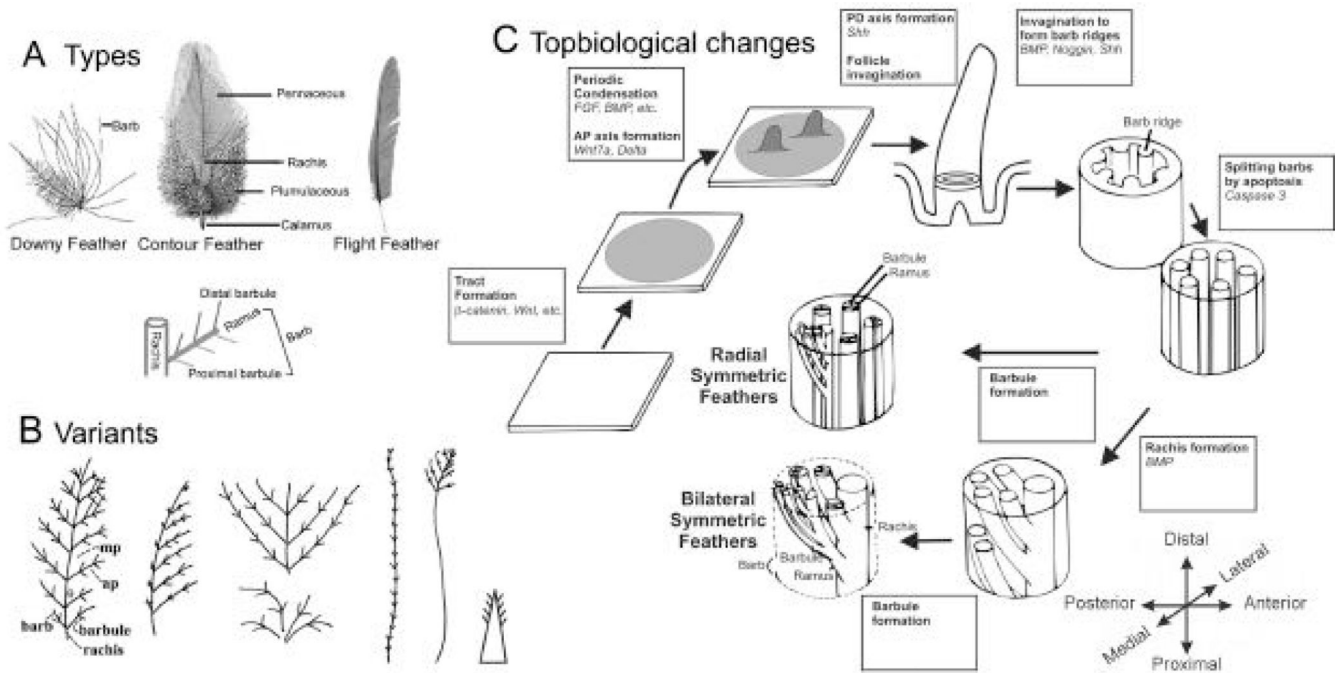 A Types
Pennaceous
Barb
Rachis
Plumulaceous
Calamus
Downy Feather
Contour Feather
Flight Feather
Distal barbule
Ramus
Barb
Rachis
Proximal barbule
B Variants
mp
ap
barb
barbule
rachis
C Topbiological changes
Tract
Formation
β-catenin, Wnt, etc.
Periodic
Condensation
FGF, BMP, etc.
AP axis formation
Wnt7a, Delta
PD axis formation
Shh
Follicle
invagination
Invagination to
form barb ridges
BMP, Noggin, Shh
Barb ridge
Splitting barbs
by apoptosis
Caspase 3
Barbule
Ramus
Radial
Symmetric
Feathers
Barbule
formation
Rachis formation
BMP
Bilateral
Symmetric
Feathers
Rachis
Barb
Barbule
Ramus
Barbule
formation
Distal
Lateral
Posterior
Anterior
Medial
Proximal